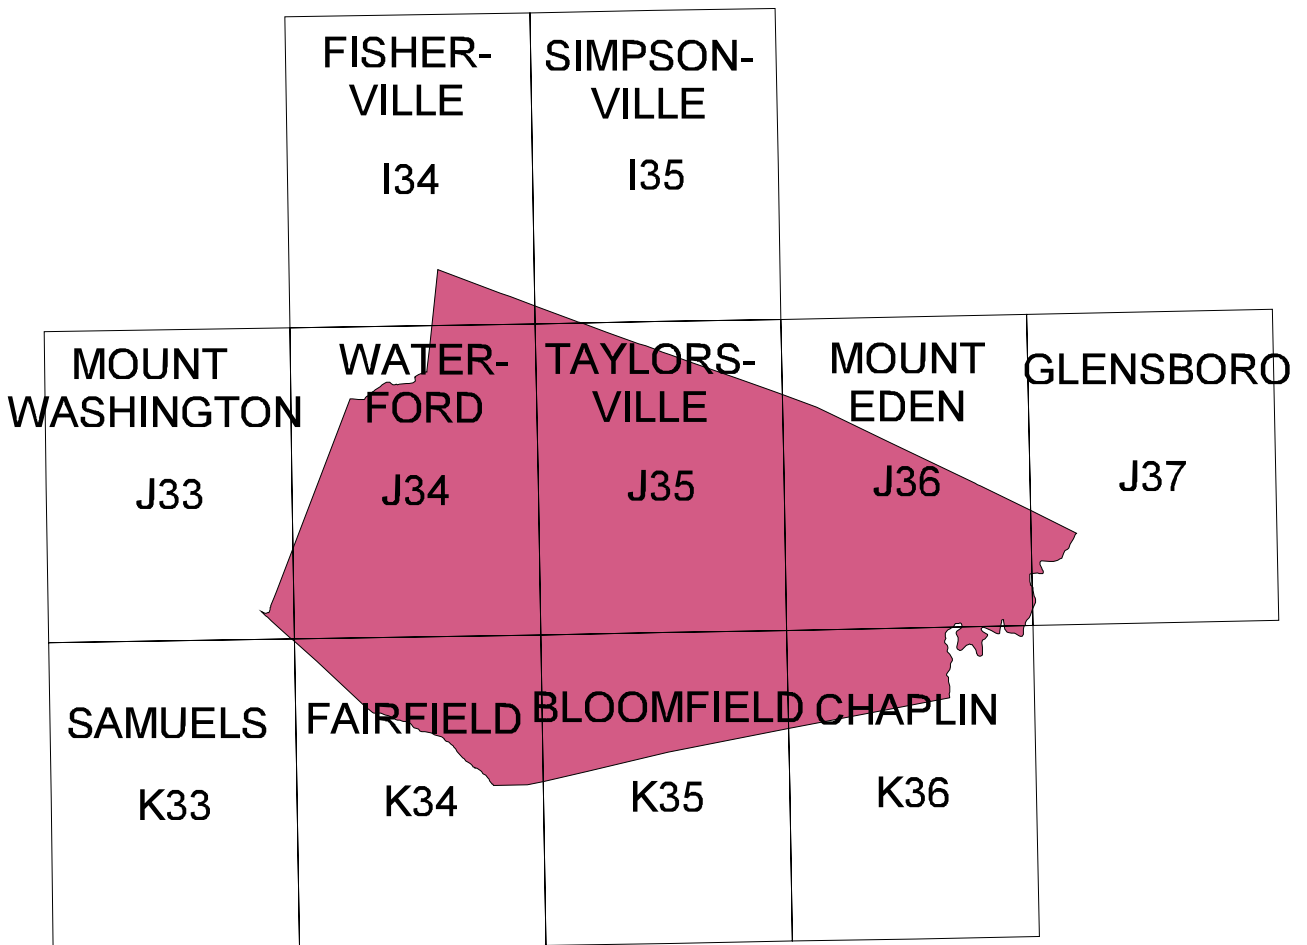 FISHER-
VILLE
I34
SIMPSON-
VILLE
I35
MOUNT
WASHINGTON
J33
WATER-
FORD
J34
TAYLORS-
VILLE
J35
MOUNT
EDEN
J36
GLENSBORO
J37
SAMUELS
K33
FAIRFIELD
K34
BLOOMFIELD
K35
CHAPLIN
K36